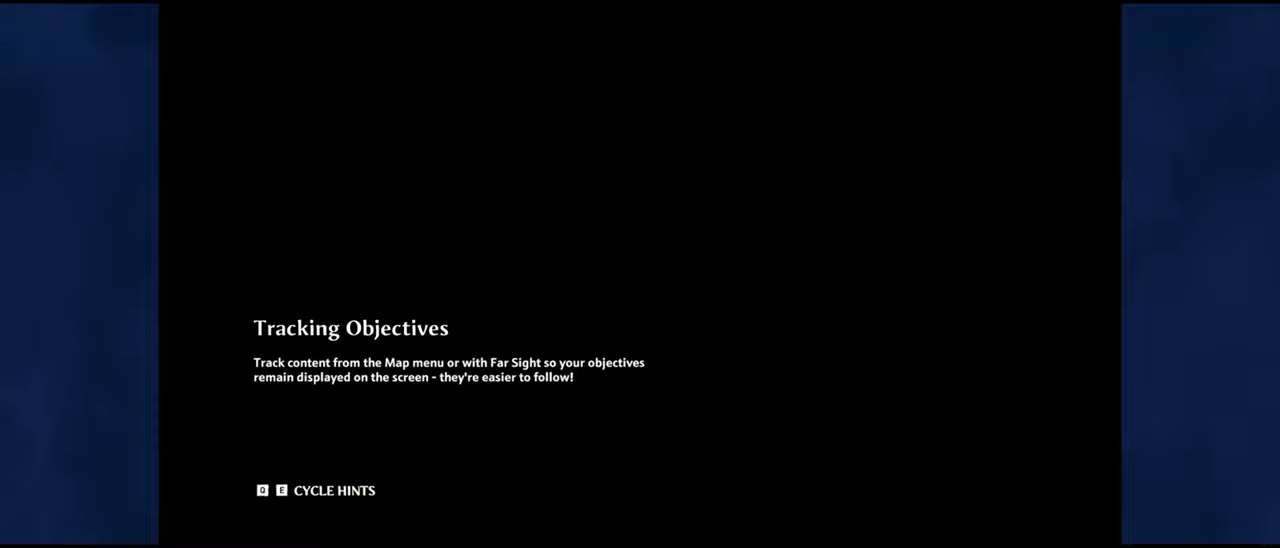 Tracking Objectives
Track content from the Map menu or with Far Sight so your objectives
remain displayed on the screen - they're easier to follow!
Q E CYCLE HINTS